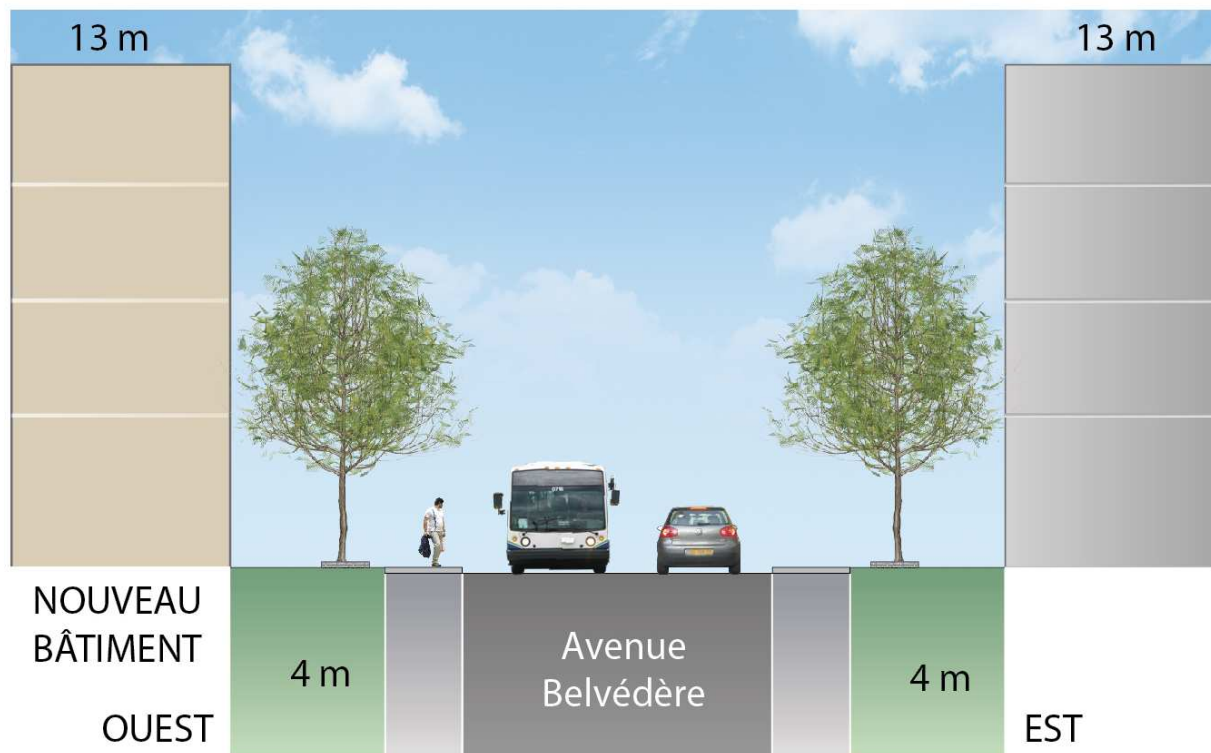 13 m
13 m
NOUVEAU
BÂTIMENT
OUEST
4 m
Avenue
Belvédère
4 m
EST